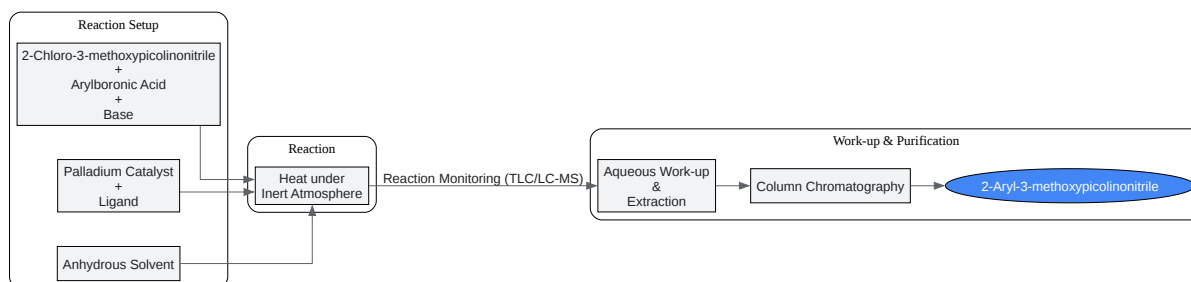 Reaction Setup
2-Chloro-3-methoxypicolinonitrile
+
Arylboronic Acid
+
Base
Palladium Catalyst
+
Ligand
Anhydrous Solvent
Reaction
Heat under
Inert Atmosphere
Reaction Monitoring (TLC/LC-MS)
Work-up & Purification
Aqueous Work-up
&
Extraction
Column Chromatography
2-Aryl-3-methoxypicolinonitrile